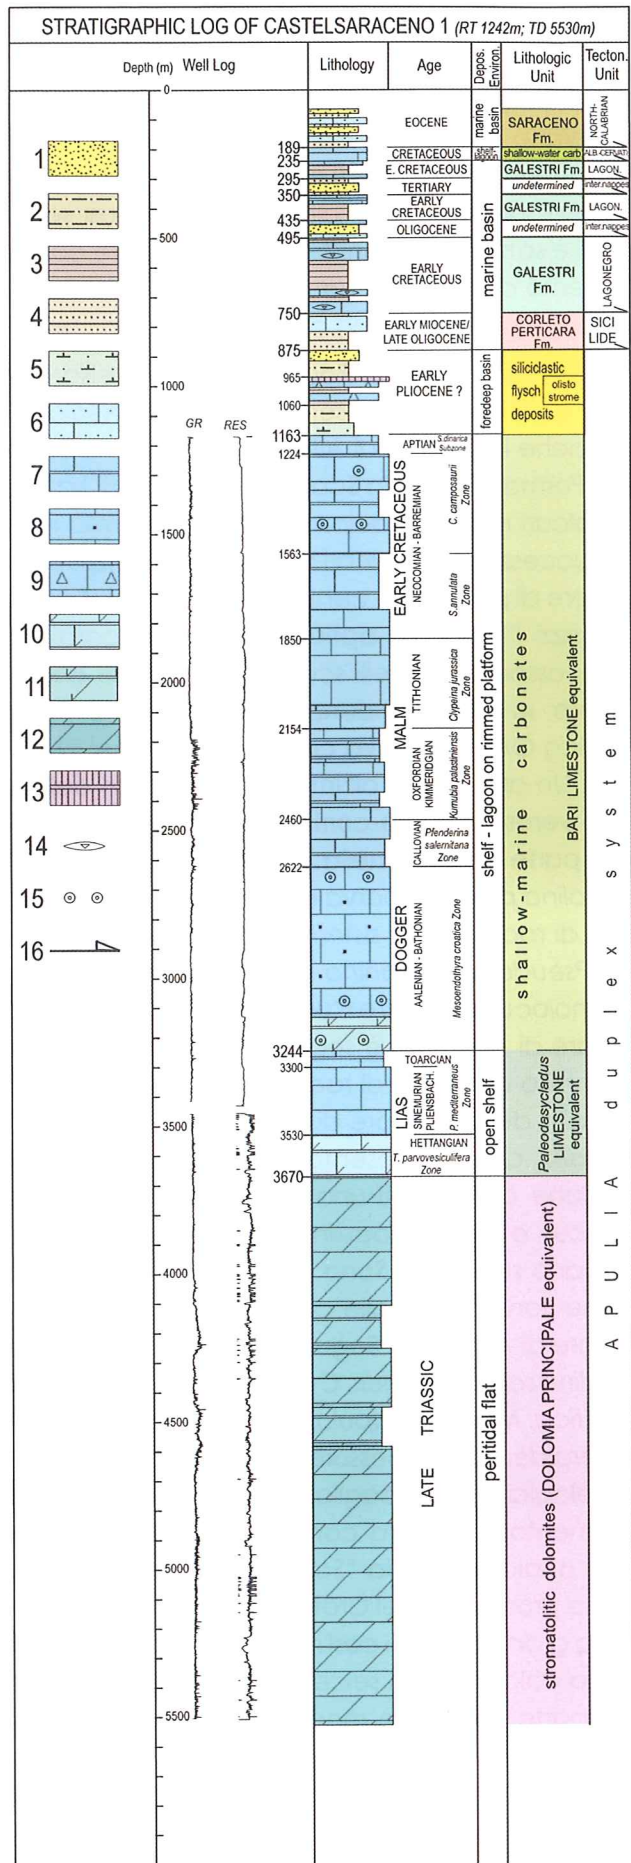 STRATIGRAPHIC LOG OF CASTELSARACENO 1 (RT 1242m; TD 5530m)
Depth (m)
Well Log
Lithology
Age
Depos. Environ.
Lithologic Unit
Tecton. Unit
0
500
1000
1500
2000
2500
3000
3500
4000
4500
5000
5500
1
2
3
4
5
6
7
8
9
10
11
12
13
14
15
16
GR
RES
189
235
295
350
435
495
750
875
965
1060
1163
1224
1563
1850
2154
2460
2622
3244
3300
3530
3670
EOCENE
CRETACEOUS
E. CRETACEOUS
TERTIARY
EARLY
CRETACEOUS
OLIGOCENE
EARLY
CRETACEOUS
EARLY MIOCENE/
LATE OLIGOCENE
EARLY
PLIOCENE ?
APTIAN
S.dinarica
Subzone
EARLY CRETACEOUS
NEOCOMIAN - BARREMIAN
C. camposaurii
Zone
S.annulata
Zone
MALM
TITHONIAN
Clypeina jurassica
Zone
OXFORDIAN
KIMMERIDGIAN
Kurnubia palastiniensis
Zone
CALLOVIAN
Pfenderina
salernitana
Zone
DOGGER
AALENIAN - BATHONIAN
Mesoendothyra croatica Zone
TOARCIAN
LIAS
SINEMURIAN
PLIENSBACH.
P. mediterraneus
Zone
HETTANGIAN
T. parvovesiculifera
Zone
LATE TRIASSIC
marine
basin
shelf-
lagoon
marine basin
foredeep basin
shelf - lagoon on rimmed platform
open shelf
peritidal flat
SARACENO
Fm.
shallow-water carb
GALESTRI Fm.
undetermined
GALESTRI Fm.
undetermined
GALESTRI
Fm.
CORLETO
PERTICARA
Fm.
siliciclastic
flysch
olisto
strome
deposits
shallow marine carbonates
BARI LIMESTONE equivalent
Paleodasycladus
LIMESTONE
equivalent
stromatolitic dolomites (DOLOMIA PRINCIPALE equivalent)
NORTH-
CALABRIAN
LAGON.
inter.nappes
LAGON.
inter.nappes
LAGONEGRO
SICI
LIDE
APULIA duplex system